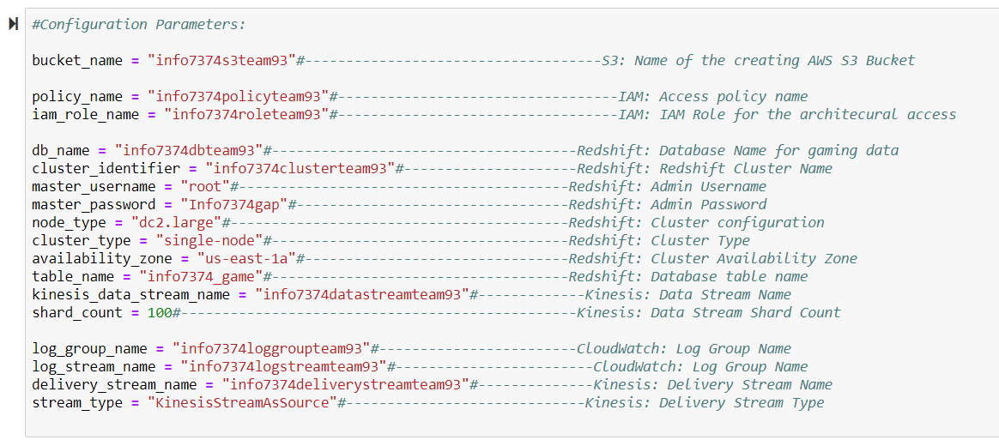 #Configuration Parameters:
bucket_name = "info7374s3team93"#------------------------------------S3: Name of the creating AWS S3 Bucket
policy_name = "info7374policyteam93"#----------------------------------IAM: Access policy name
iam_role_name = "info7374roleteam93"#----------------------------------IAM: IAM Role for the architecural access
db_name = "info7374dbteam93"#-------------------------------------Redshift: Database Name for gaming data
cluster_identifier = "info7374clusterteam93"#---------------------Redshift: Redshift Cluster Name
master_username = "root"#----------------------------------------Redshift: Admin Username
master_password = "Info7374gap"#---------------------------------Redshift: Admin Password
node_type = "dc2.large"#-----------------------------------------Redshift: Cluster configuration
cluster_type = "single-node"#------------------------------------Redshift: Cluster Type
availability_zone = "us-east-1a"#--------------------------------Redshift: Cluster Availability Zone
table_name = "info7374_game"#------------------------------------Redshift: Database table name
kinesis_data_stream_name = "info7374datastreamteam93"#-------------Kinesis: Data Stream Name
shard_count = 100#------------------------------------------------Kinesis: Data Stream Shard Count
log_group_name = "info7374loggroupteam93"#------------------------CloudWatch: Log Group Name
log_stream_name = "info7374logstreamteam93"#------------------------CloudWatch: Log Group Name
delivery_stream_name = "info7374deliverystreamteam93"#--------------Kinesis: Delivery Stream Name
stream_type = "KinesisStreamAsSource"#-----------------------------Kinesis: Delivery Stream Type